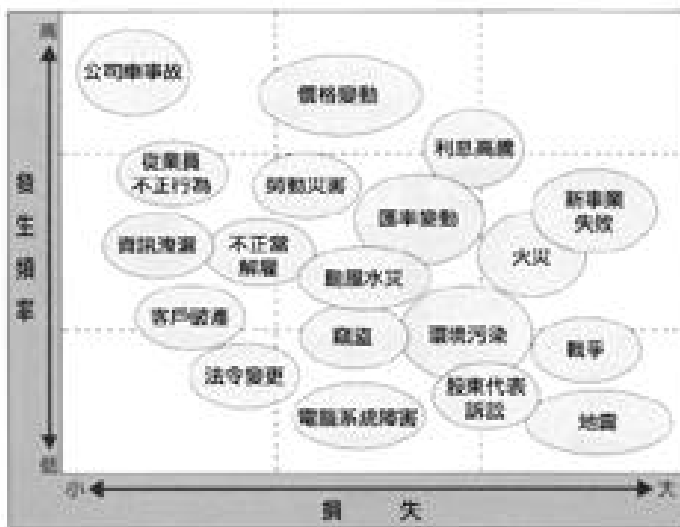 高
公司車事故
價格變動
利息高騰
從業員
不正行為
勞動災害
匯率變動
新事業
失敗
發生頻率
資訊洩漏
不正當
解雇
颱風水災
火災
客戶破產
竊盜
環境污染
戰爭
法令變更
股東代表
訴訟
電腦系統障害
地震
低
小
大
損失